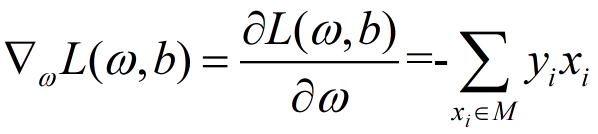 ∇_ω L(ω,b) = ∂L(ω,b)/∂ω = - ∑_{x_i∈M} y_i x_i